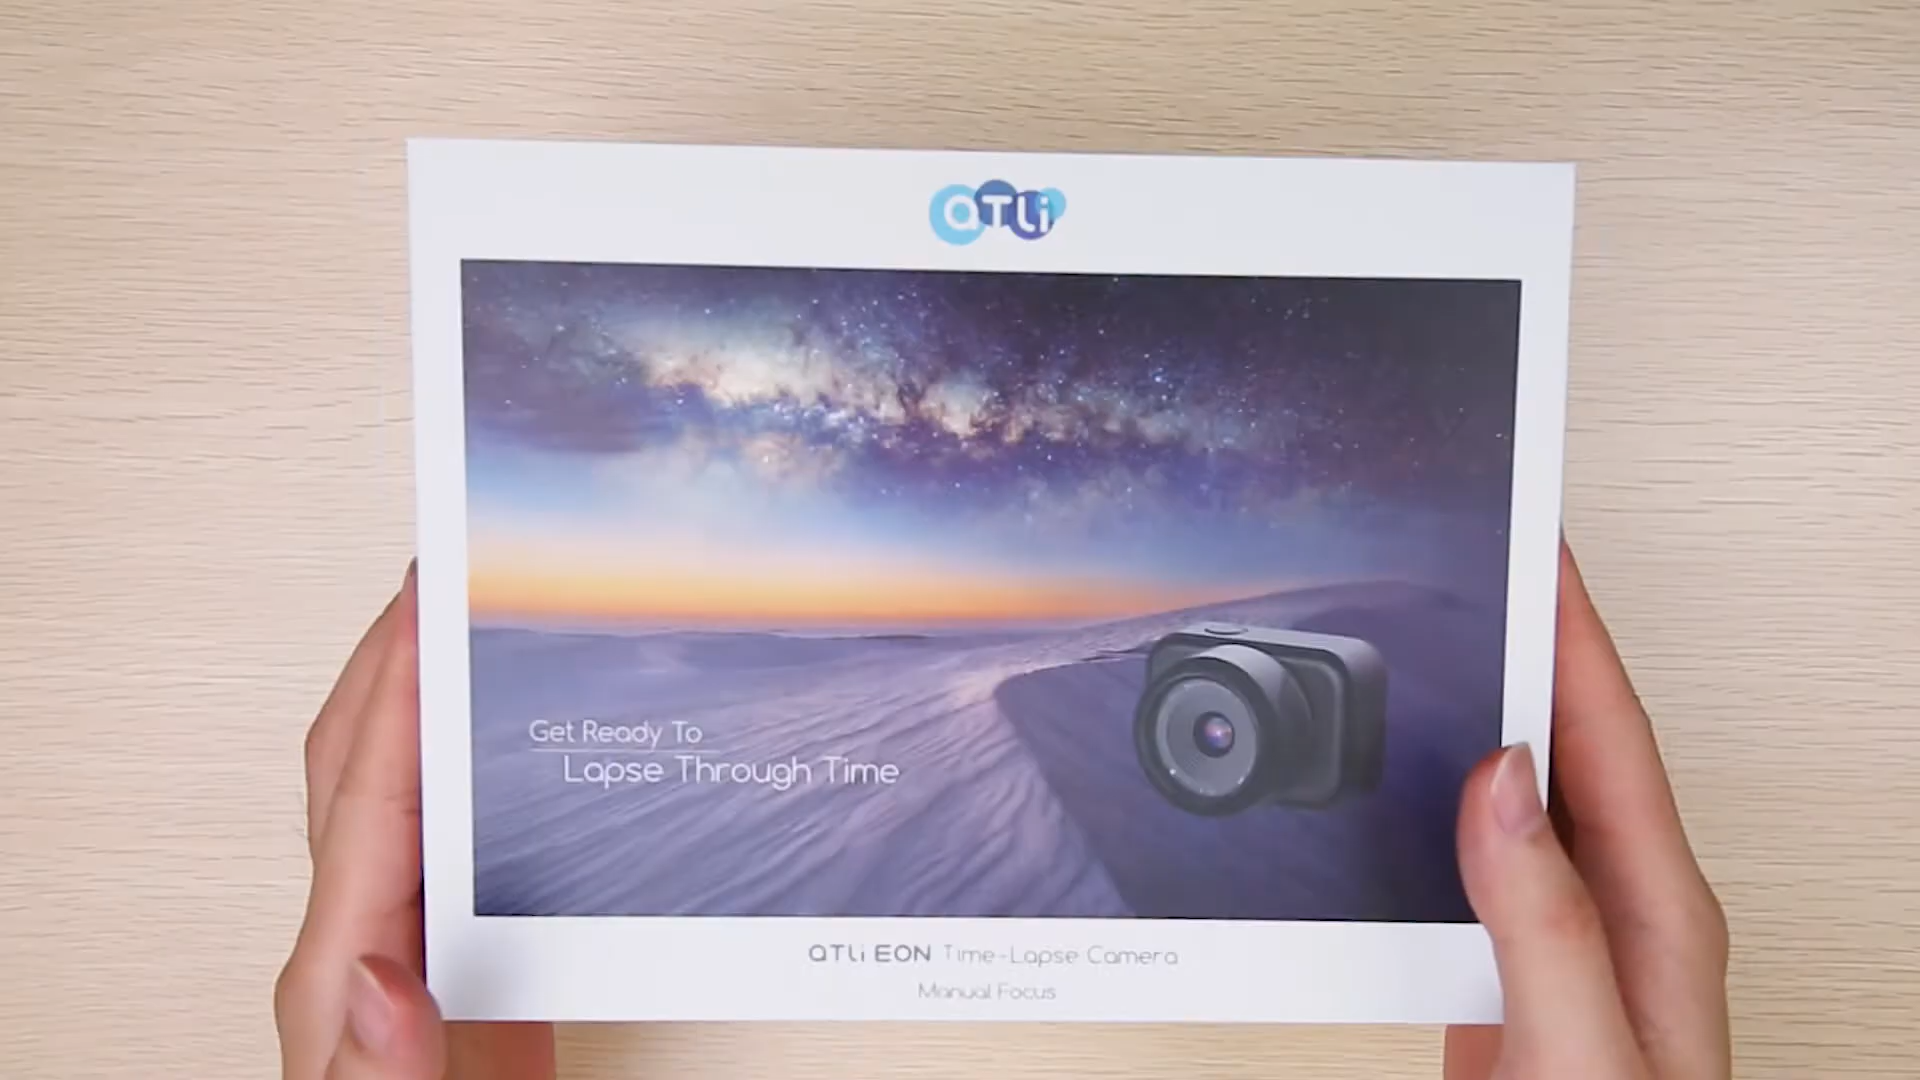 aTLi
Get Ready To
Lapse Through Time
aTLi EON Time-Lapse Camera
Manual Focus